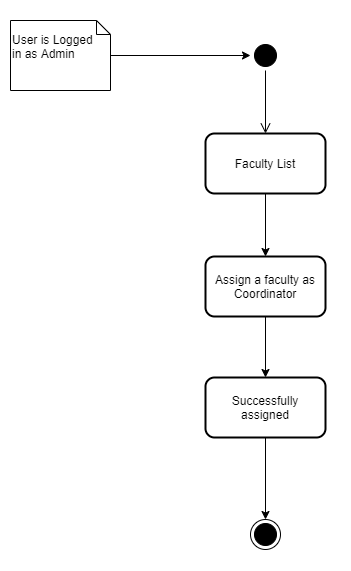 User is Logged
in as Admin
Faculty List
Assign a faculty as
Coordinator
Successfully
assigned